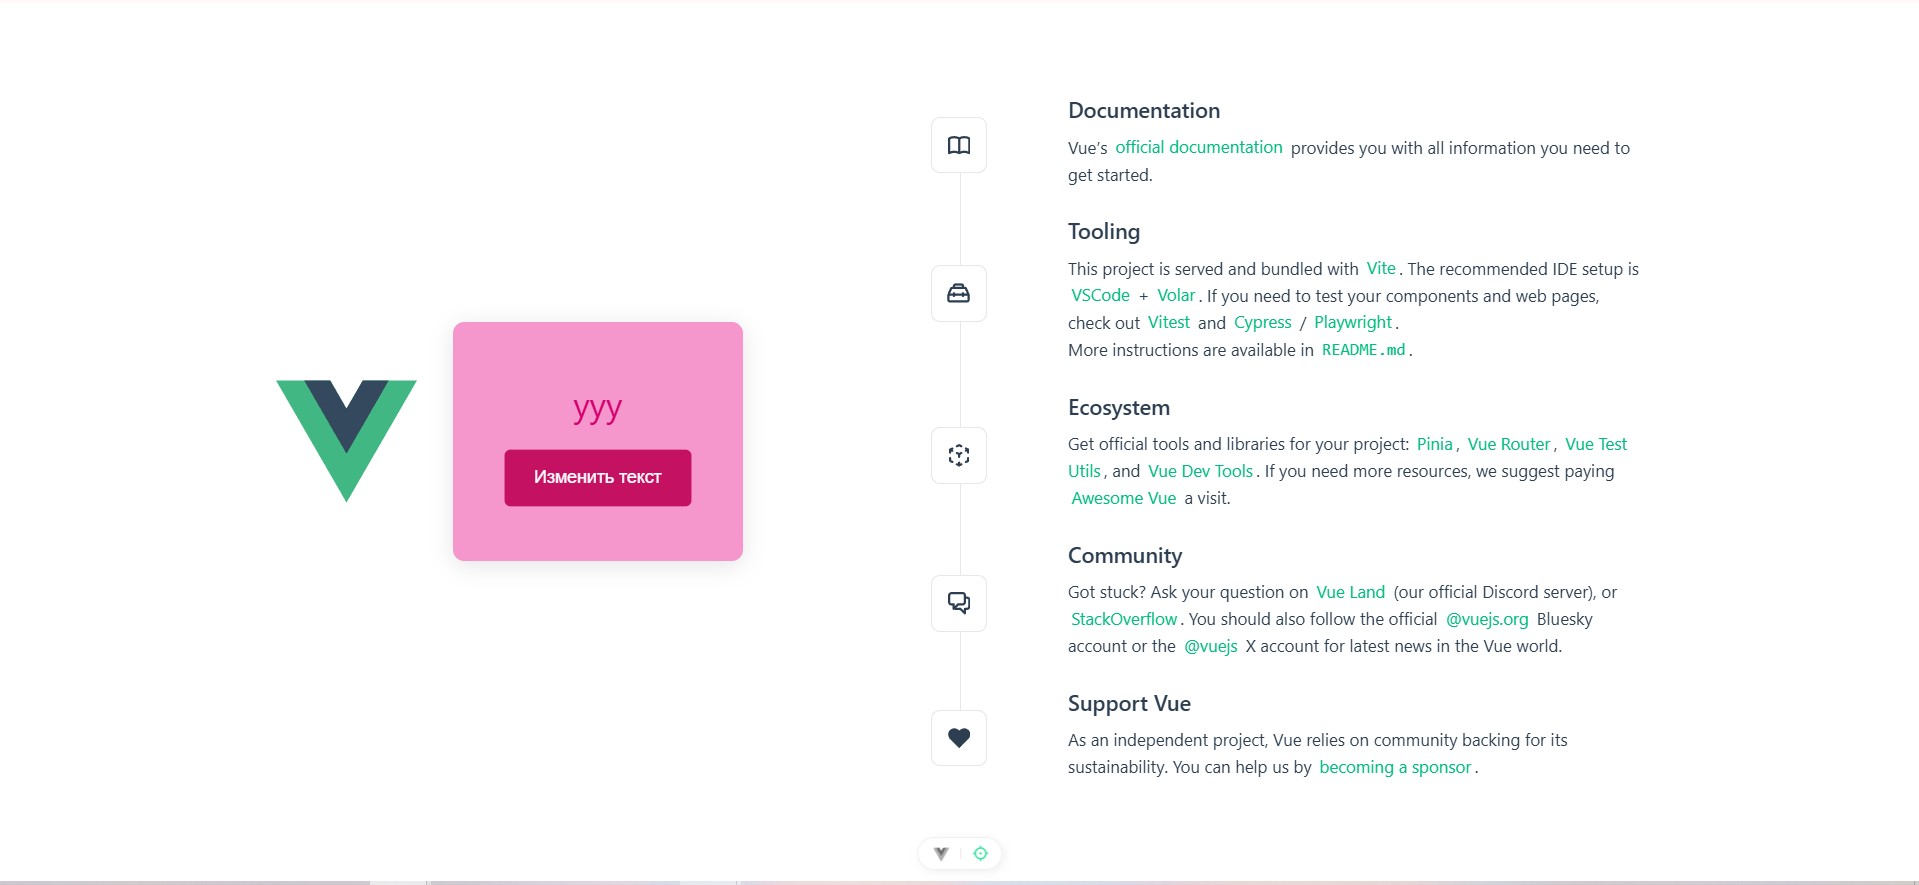 ууу
Изменить текст
Documentation
Vue’s official documentation provides you with all information you need to
get started.
Tooling
This project is served and bundled with Vite. The recommended IDE setup is
VSCode + Volar. If you need to test your components and web pages,
check out Vitest and Cypress / Playwright.
More instructions are available in README.md.
Ecosystem
Get official tools and libraries for your project: Pinia, Vue Router, Vue Test
Utils, and Vue Dev Tools. If you need more resources, we suggest paying
Awesome Vue a visit.
Community
Got stuck? Ask your question on Vue Land (our official Discord server), or
StackOverflow. You should also follow the official @vuejs.org Bluesky
account or the @vuejs X account for latest news in the Vue world.
Support Vue
As an independent project, Vue relies on community backing for its
sustainability. You can help us by becoming a sponsor.